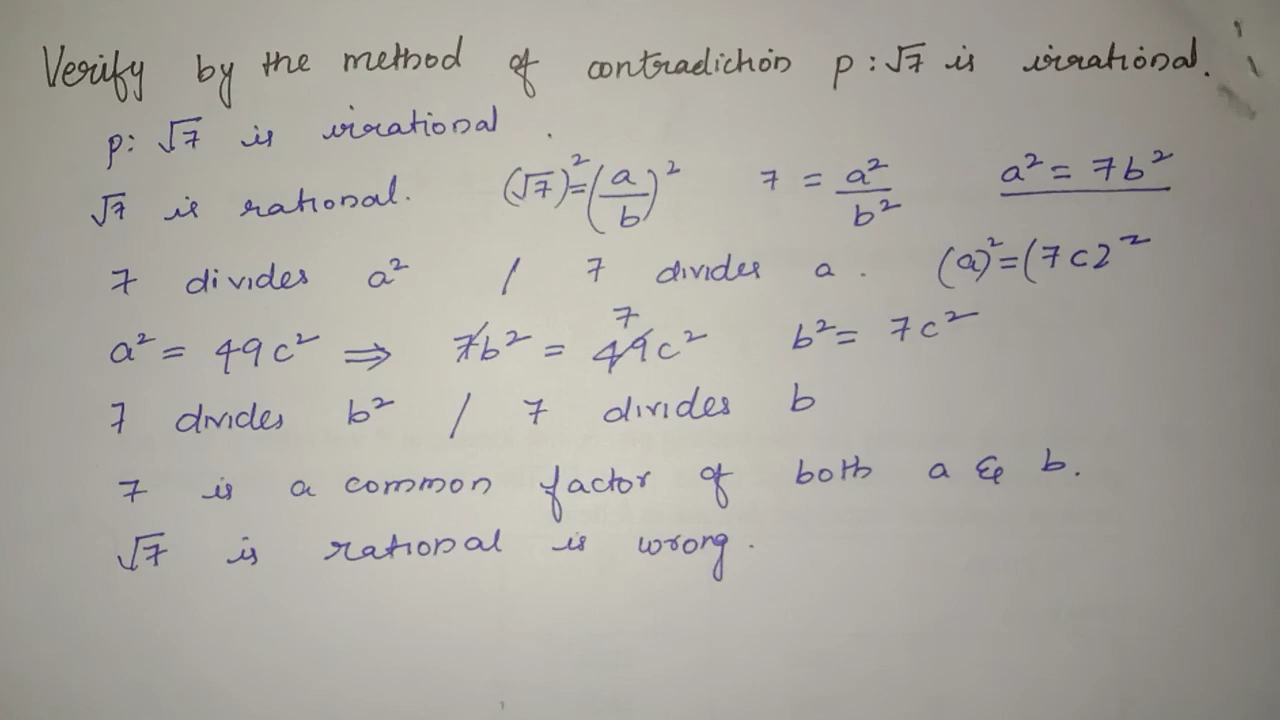 Verify by the method of contradiction p : √7 is irrational.
p: √7 is irrational .
√7 is rational. (√7)² = (a/b)² 7 = a²/b² a² = 7b²
7 divides a² / 7 divides a . (a)² = (7c)²
a² = 49c² ⇒ 7b² = 49c² 7 b² = 7c²
7 divides b² / 7 divides b
7 is a common factor of both a & b.
√7 is rational is wrong.